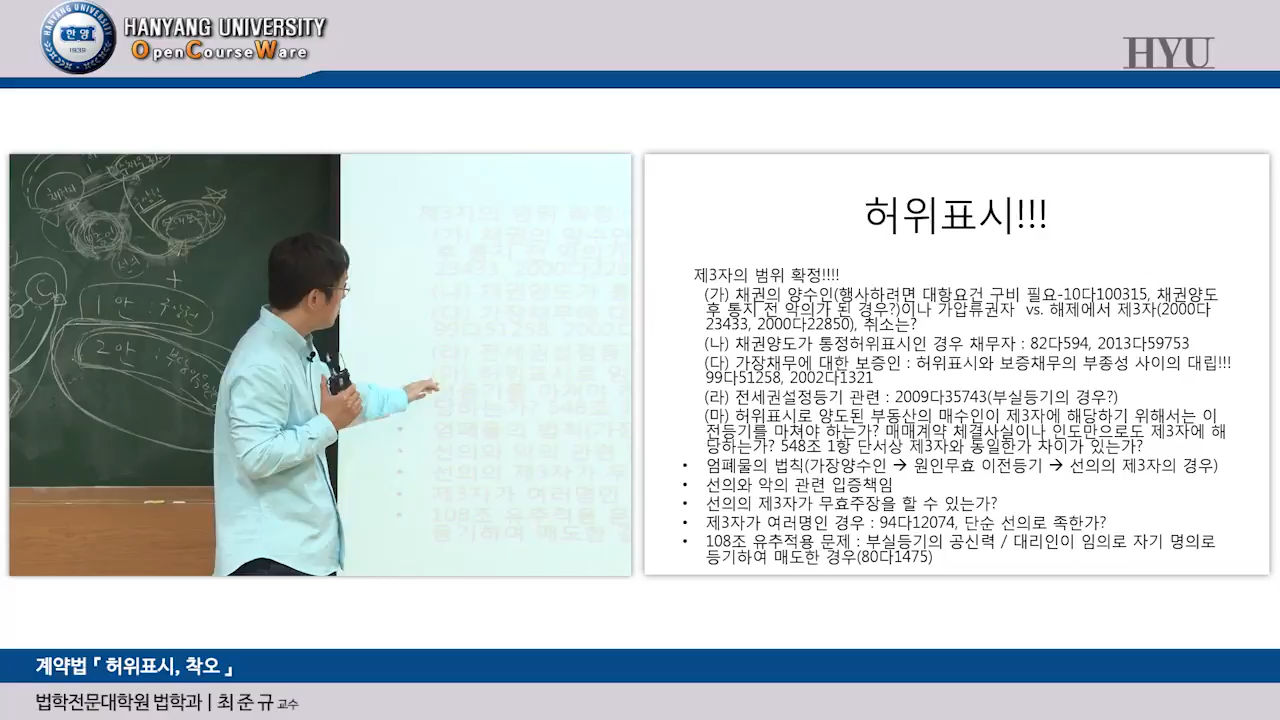 HANYANG UNIVERSITY
OpenCourseWare
HYU
1안 :
2안 :
허위표시!!!
제3자의 범위 확정!!!!
(가) 채권의 양수인(행사하려면 대항요건 구비 필요-10다100315, 채권양도
후 통지 전 악의가 된 경우?)이나 가압류권자 vs. 해제에서 제3자(2000다
23433, 2000다22850), 취소는?
(나) 채권양도가 통정허위표시인 경우 채무자 : 82다594, 2013다59753
(다) 가장채무에 대한 보증인 : 허위표시와 보증채무의 부종성 사이의 대립!!!
99다51258, 2002다1321
(라) 전세권설정등기 관련 : 2009다35743(부실등기의 경우?)
(마) 허위표시로 양도된 부동산의 매수인이 제3자에 해당하기 위해서는 이
전등기를 마쳐야 하는가? 매매계약 체결사실이나 인도만으로도 제3자에 해
당하는가? 548조 1항 단서상 제3자와 동일한가 차이가 있는가?
• 엄폐물의 법칙(가장양수인 → 원인무효 이전등기 → 선의의 제3자의 경우)
• 선의와 악의 관련 입증책임
• 선의의 제3자가 무효주장을 할 수 있는가?
• 제3자가 여러명인 경우 : 94다12074, 단순 선의로 족한가?
• 108조 유추적용 문제 : 부실등기의 공신력 / 대리인이 임의로 자기 명의로
등기하여 매도한 경우(80다1475)
계약법『 허위표시, 착오 』
법학전문대학원 법학과 | 최 준 규 교수